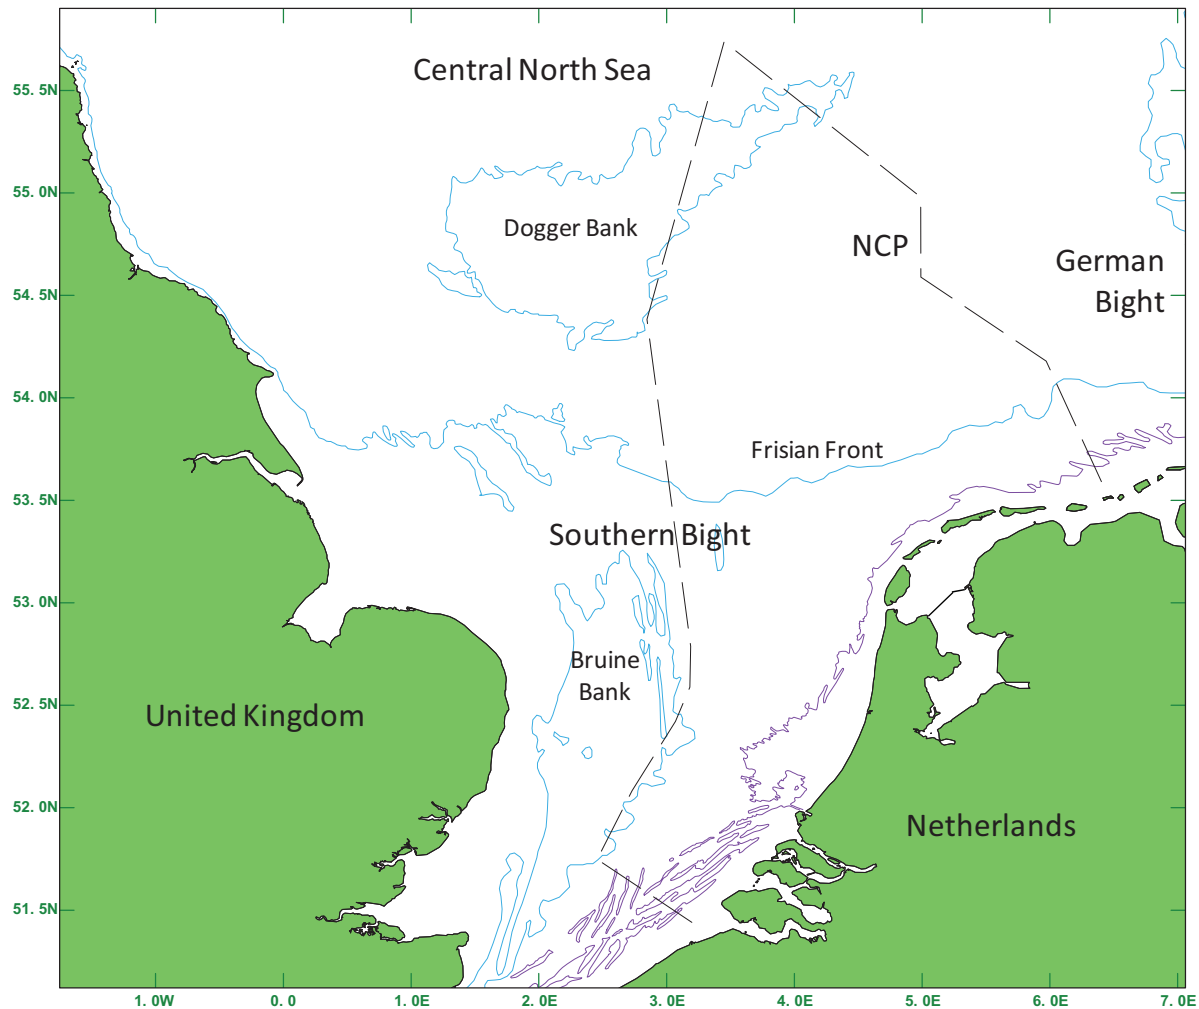 Central North Sea
55. 5N
55. 0N
Dogger Bank
NCP
German
Bight
54. 5N
54. 0N
Frisian Front
53. 5N
Southern Bight
53. 0N
Bruine
Bank
52. 5N
United Kingdom
52. 0N
Netherlands
51. 5N
1. 0W
0. 0
1. 0E
2. 0E
3. 0E
4. 0E
5. 0E
6. 0E
7. 0E